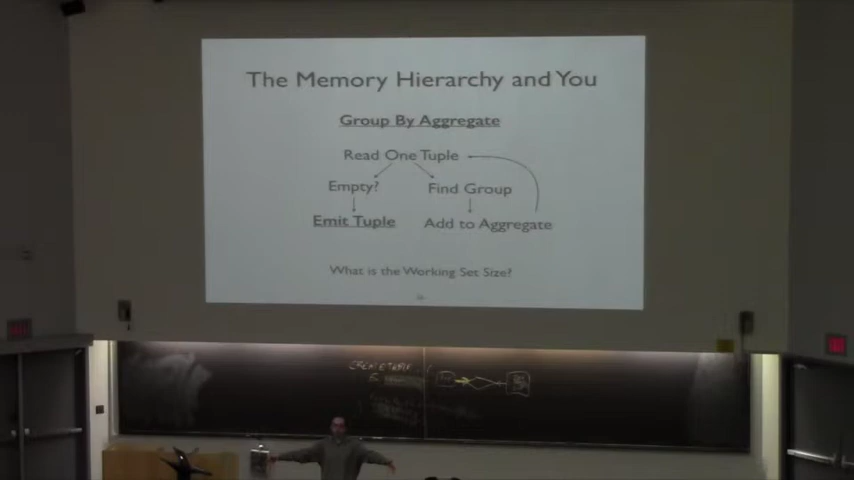 The Memory Hierarchy and You
Group By Aggregate
Read One Tuple
Empty? Find Group
Emit Tuple Add to Aggregate
What is the Working Set Size?